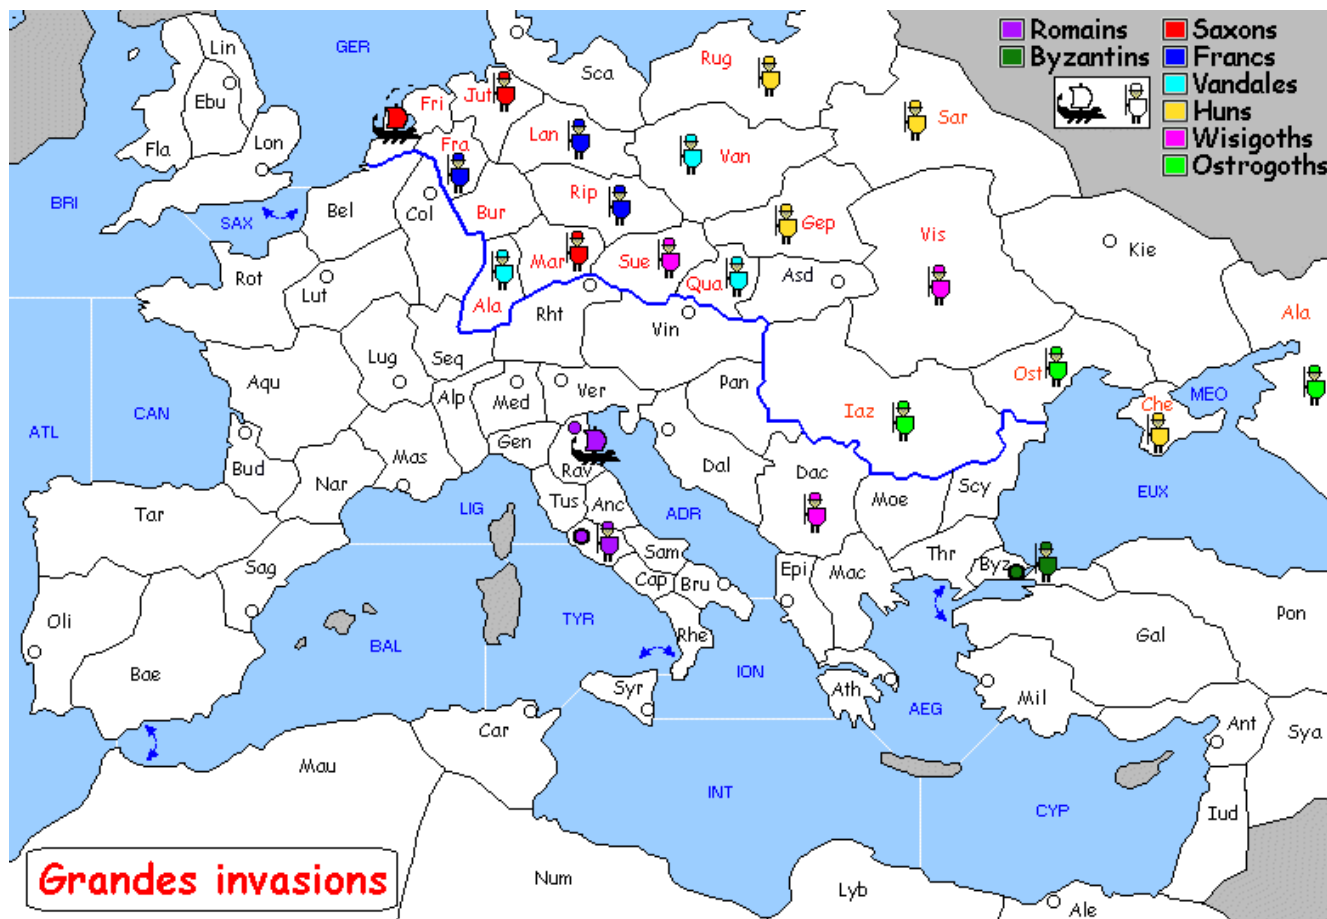 Romains
Byzantins
Saxons
Francs
Vandales
Huns
Wisigoths
Ostrogoths
Lin
GER
Sca
Rug
Ebu
Fri
Jut
Sar
Fla
Lon
Fra
Lan
Van
BRI
SAX
Bel
Col
Bur
Rip
Gep
Vis
Kie
Rot
Lut
Mar
Sue
Qua
Asd
Ala
Rht
Vin
Ala
Aqu
Lug
Seq
Alp
Med
Ver
Pan
Ost
MEO
Che
ATL
CAN
Iaz
Bud
Mas
Gen
Rav
Dal
Dac
Moe
Scy
EUX
Tar
Nar
LIG
Tus
Anc
ADR
Sag
Sam
Thr
Byz
Cap
Bru
Epi
Mac
Oli
TYR
Rhe
Gal
Pon
Bae
BAL
ION
Syr
Ath
AEG
Mil
Car
Ant
Sya
Mau
INT
CYP
Iud
Grandes invasions
Num
Lyb
Ale